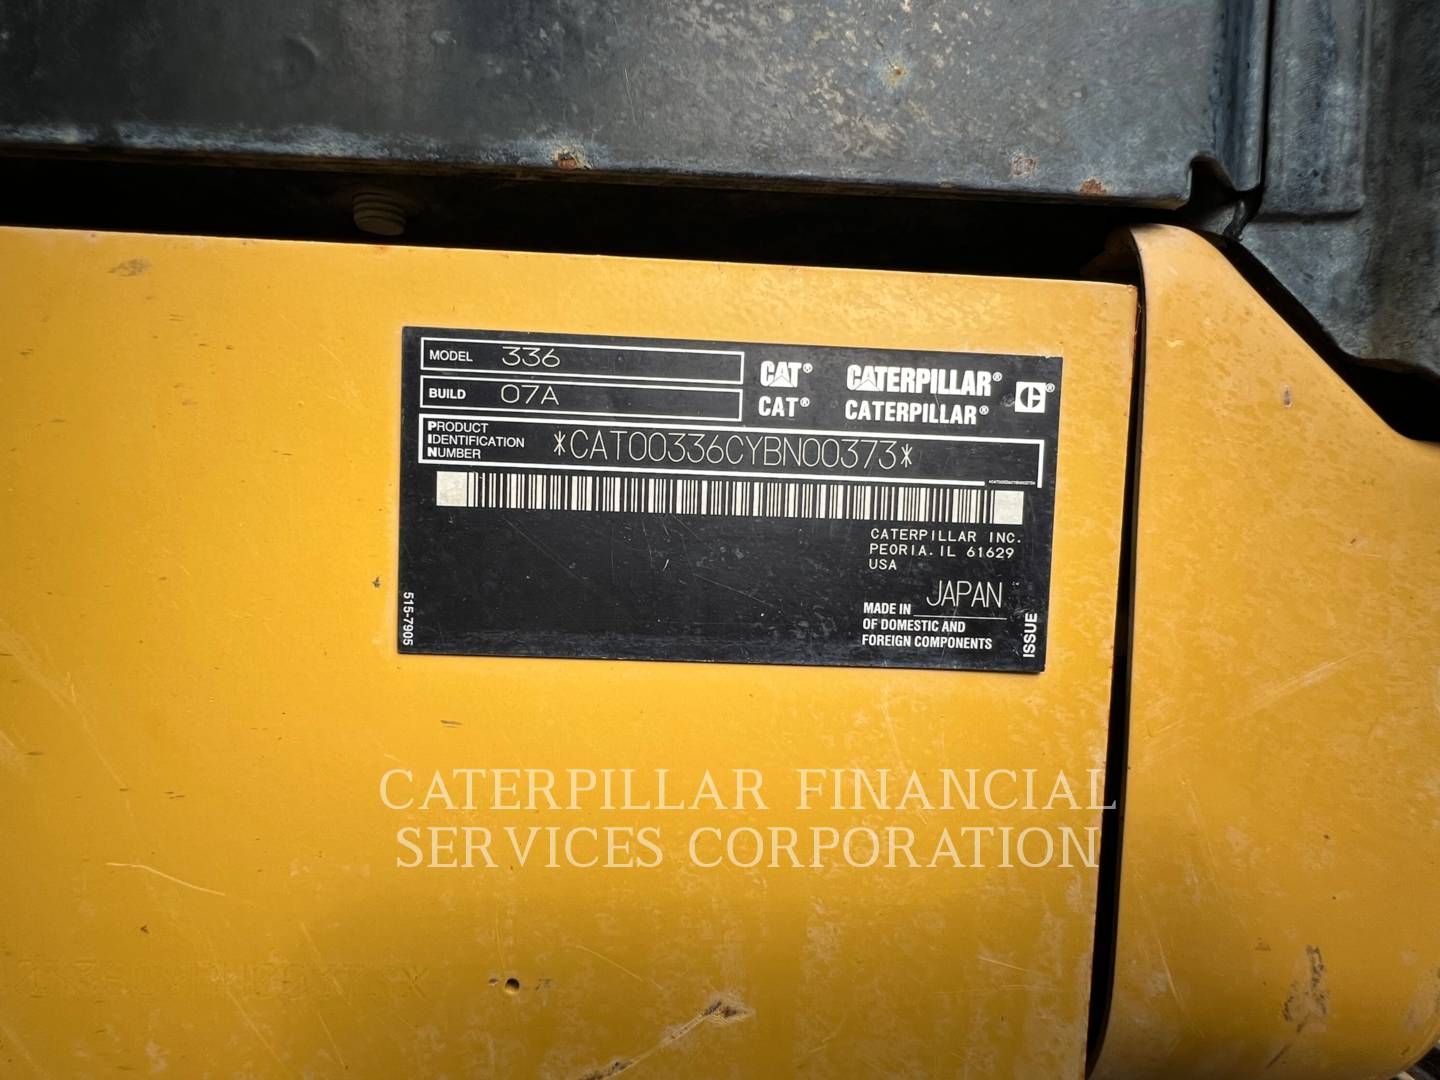 MODEL 336
BUILD 07A
CAT® CATERPILLAR® C®
CAT® CATERPILLAR®
PRODUCT
IDENTIFICATION
NUMBER
*CAT00336CYBN00373*
CATERPILLAR INC.
PEORIA. IL 61629
USA
MADE IN JAPAN
OF DOMESTIC AND
FOREIGN COMPONENTS
ISSUE
515-7905
CATERPILLAR FINANCIAL
SERVICES CORPORATION